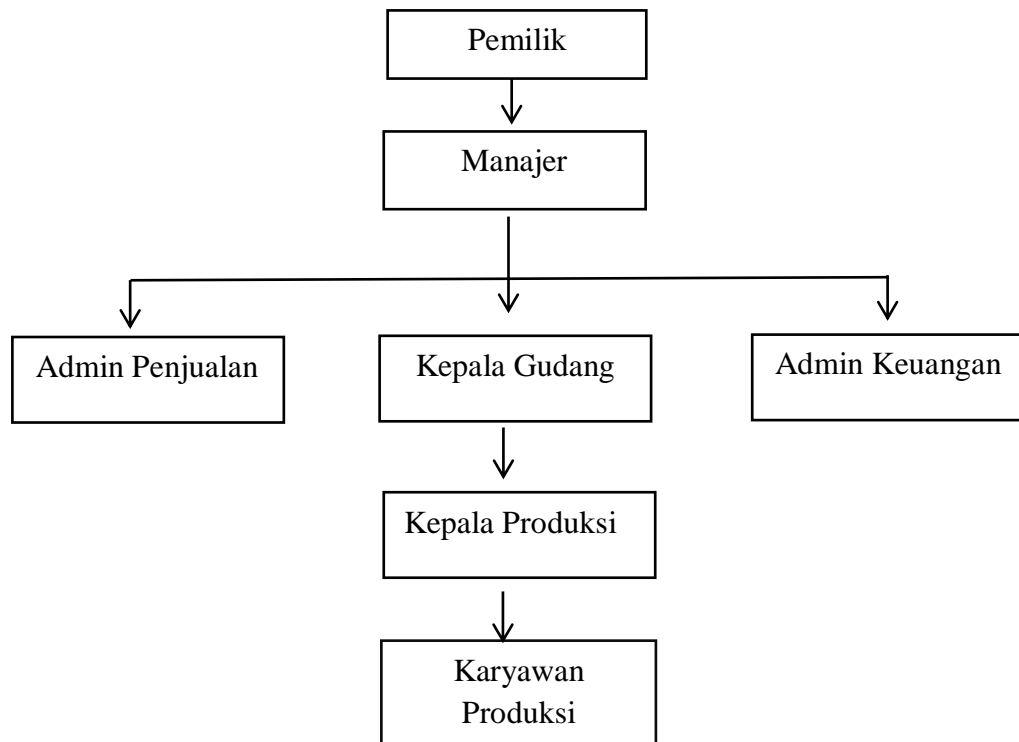 Pemilik
Manajer
Admin Penjualan
Kepala Gudang
Admin Keuangan
Kepala Produksi
Karyawan
Produksi